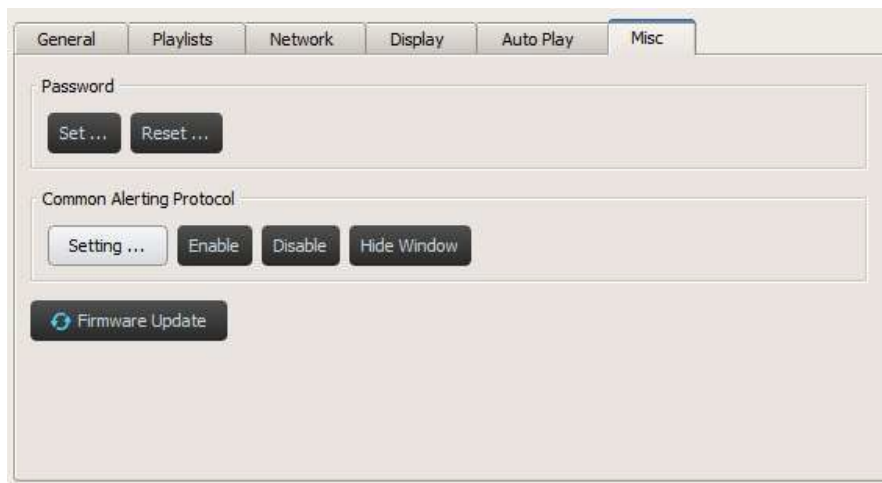 General Playlists Network Display Auto Play Misc
Password
Set ... Reset ...
Common Alerting Protocol
Setting ... Enable Disable Hide Window
Firmware Update